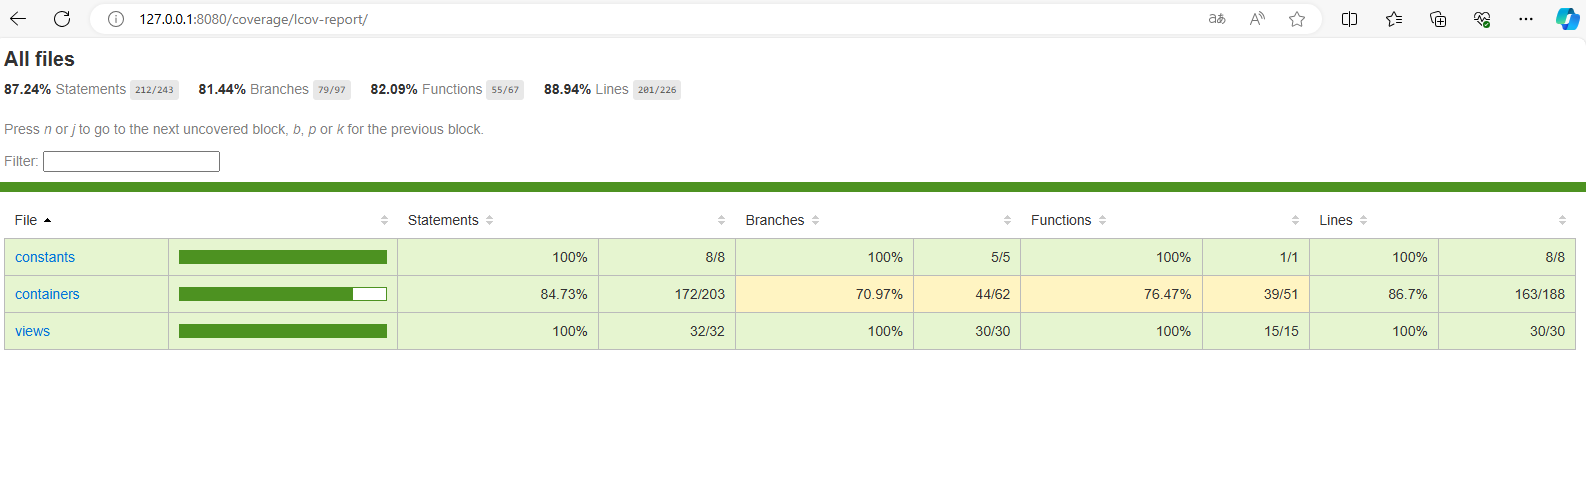 127.0.0.1:8080/coverage/lcov-report/
All files
87.24% Statements 212/243 81.44% Branches 79/97 82.09% Functions 55/67 88.94% Lines 201/226
Press n or j to go to the next uncovered block, b, p or k for the previous block.
Filter:
File Statements Branches Functions Lines
constants 100% 8/8 100% 5/5 100% 1/1 100% 8/8
containers 84.73% 172/203 70.97% 44/62 76.47% 39/51 86.7% 163/188
views 100% 32/32 100% 30/30 100% 15/15 100% 30/30